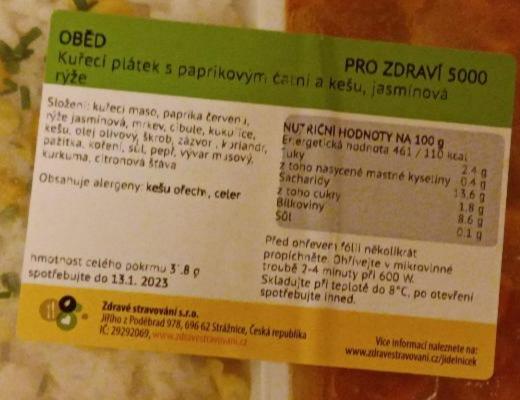 OBĚD
PRO ZDRAVÍ 5000
Kuřecí plátek s paprikovým čatní a kešu, jasmínová
rýže
Složení: kuřecí maso, paprika červená,
rýže jasmínová, mrkev, cibule, kukuřice,
kešu, olej olivový, škrob, zázvor, koriandr,
pažitka, koření, sůl, pepř, vývar masový,
kurkuma, citronová šťáva
Obsahuje alergeny: kešu ořechy, celer
hmotnost celého pokrmu
spotřebujte do 13.1. 2023
NUTRIČNÍ HODNOTY NA 100 g
Energetická hodnota 461 / 110 kcal
Tuky 2.4 g
z toho nasycené mastné kyseliny 0.4 g
Sacharidy 13.6 g
z toho cukry 1.8 g
Bílkoviny 8.6 g
Sůl 0.1 g
Před ohřevem fólii několikrát
propíchněte. Ohřívejte v mikrovlnné
troubě 2-4 minuty při 600 W.
Skladujte při teplotě do 8°C, po otevření
spotřebujte ihned.
Zdravé stravování s.r.o.
Jiřího z Poděbrad 978, 696 62 Strážnice, Česká republika
IČ: 29292069, www.zdravestravovani.cz
Více informací naleznete na:
www.zdravestravovani.cz/jidelnicek